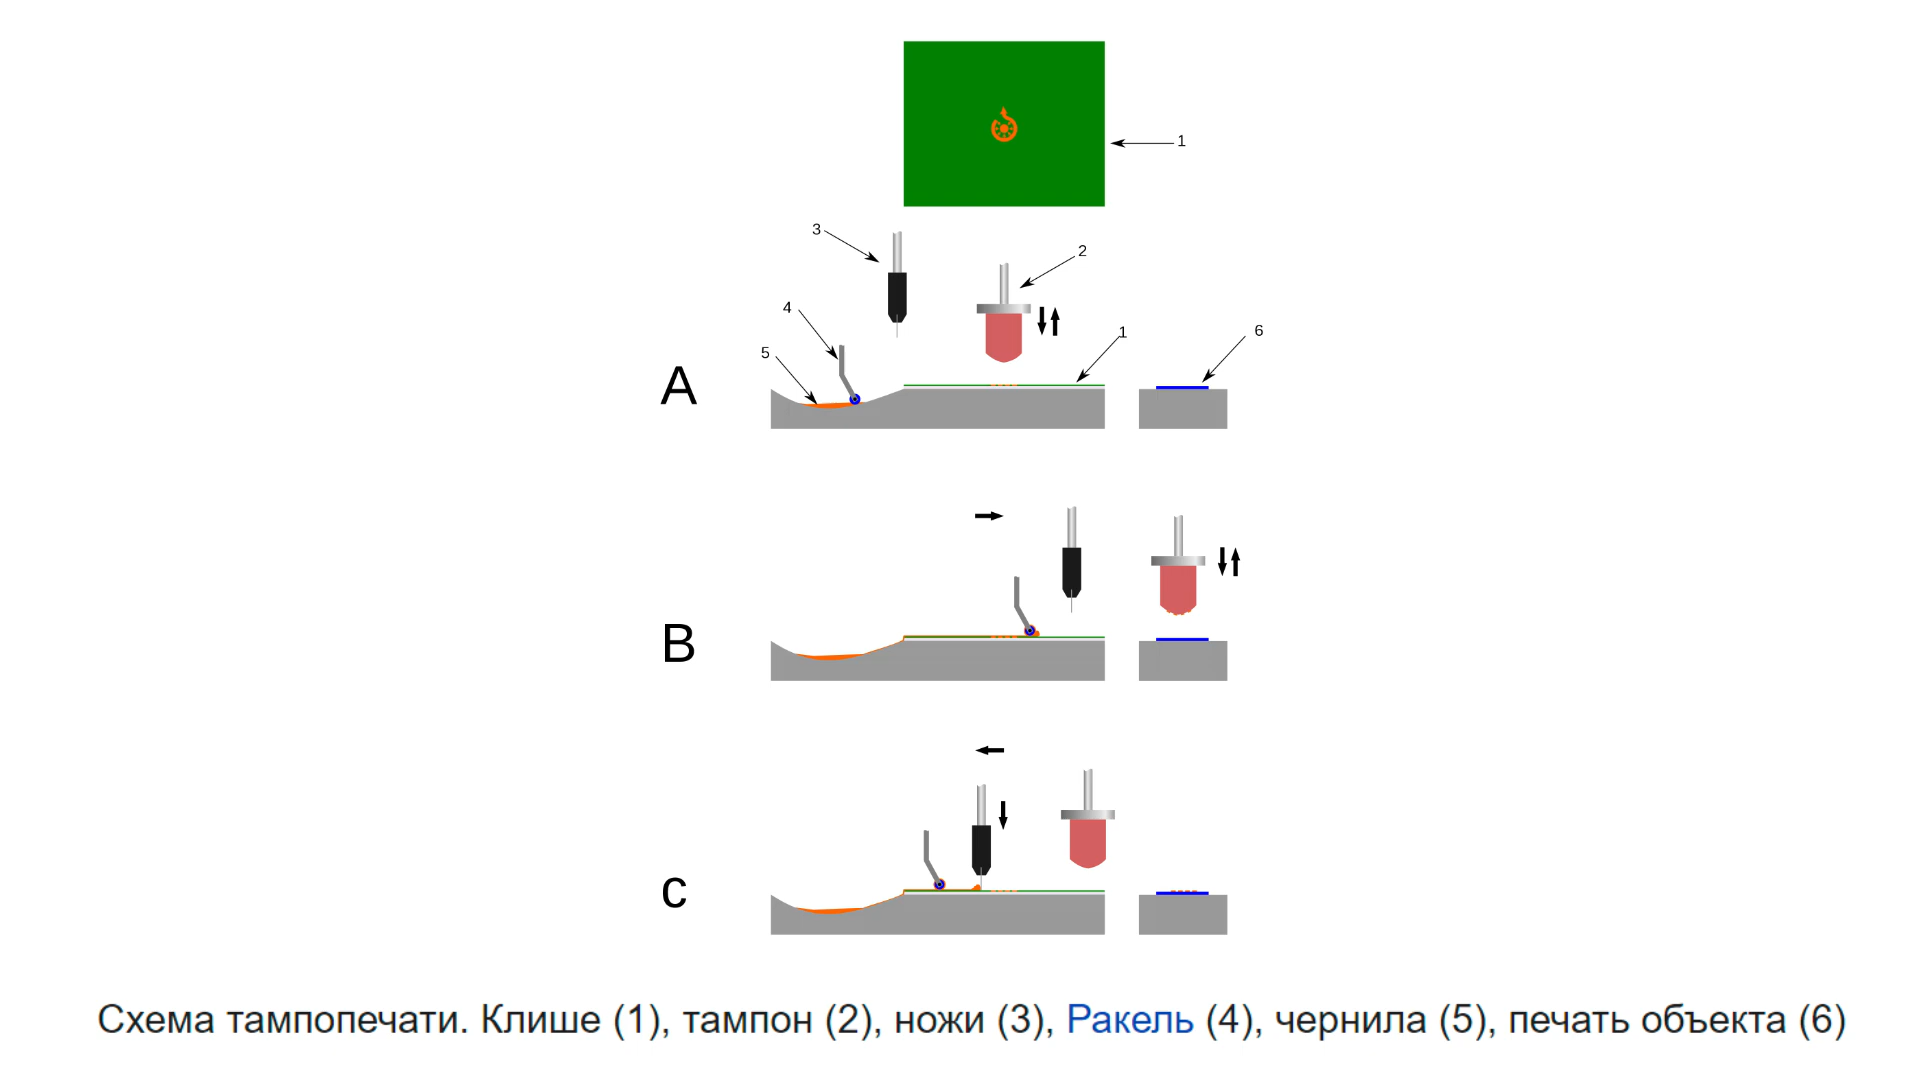 1
3
2
4
1
6
5
A
B
c
Схема тампопечати. Клише (1), тампон (2), ножи (3), Ракель (4), чернила (5), печать объекта (6)